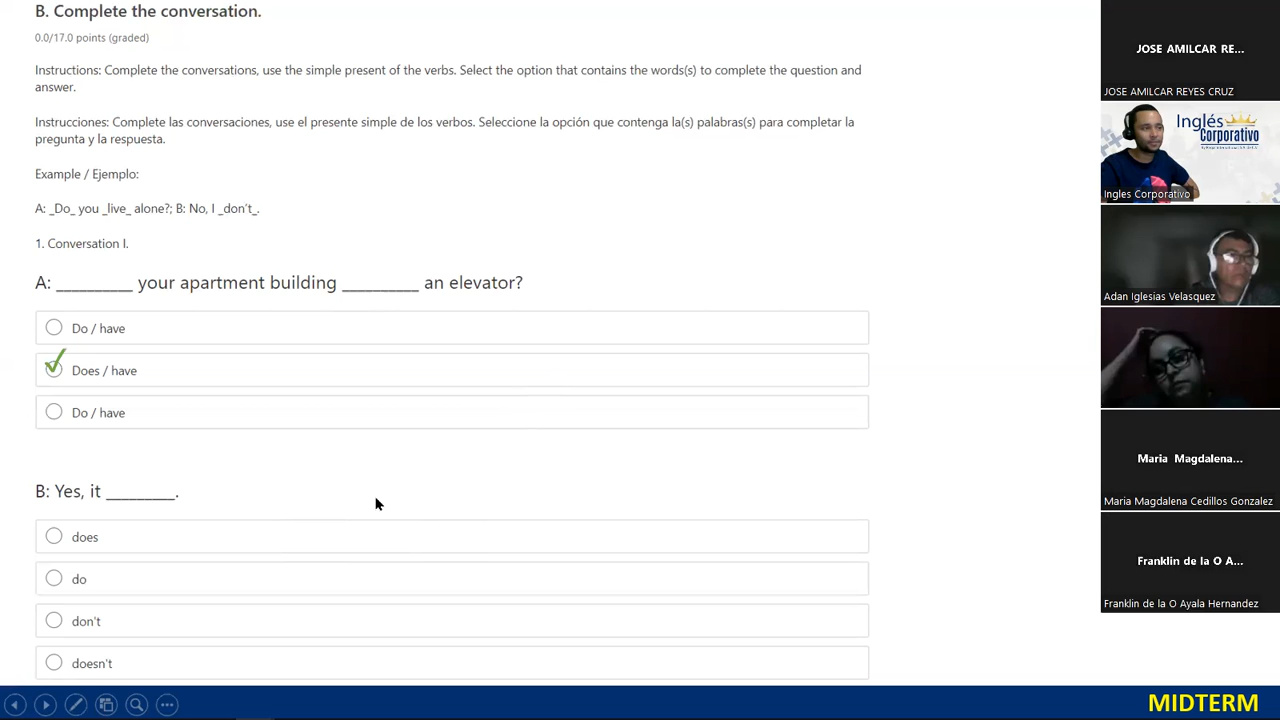 B. Complete the conversation.
0.0/17.0 points (graded)
Instructions: Complete the conversations, use the simple present of the verbs. Select the option that contains the words(s) to complete the question and
answer.
Instrucciones: Complete las conversaciones, use el presente simple de los verbos. Seleccione la opción que contenga la(s) palabras(s) para completar la
pregunta y la respuesta.
Example / Ejemplo:
A: _Do_ you _live_ alone?; B: No, I _don't_.
1. Conversation I.
A: __________ your apartment building __________ an elevator?
Do / have
Does / have
Do / have
B: Yes, it _________.
does
do
don't
doesn't
MIDTERM
JOSE AMILCAR RE...
JOSE AMILCAR REYES CRUZ
Inglés
Corporativo
Ingles Corporativo
Adan Iglesias Velasquez
Maria Magdalena...
Maria Magdalena Cedillos Gonzalez
Franklin de la O A...
Franklin de la O Ayala Hernandez